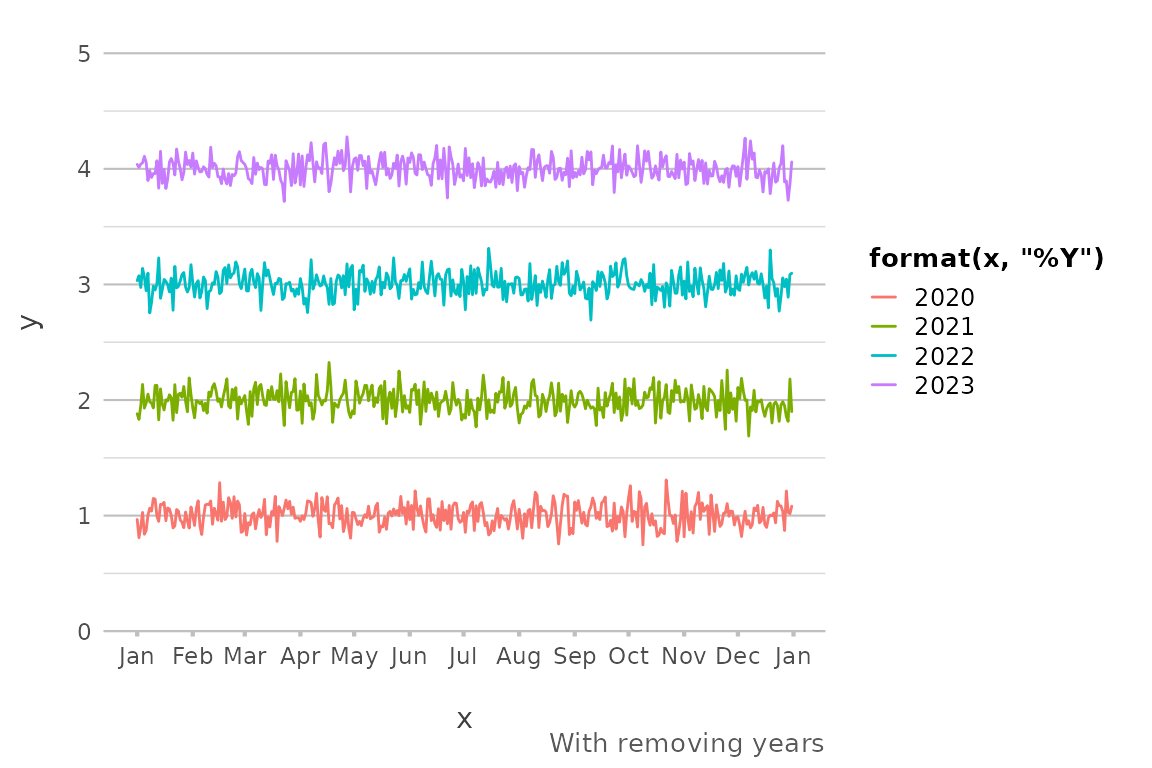 5
4
3
2
1
0
y
Jan Feb Mar Apr May Jun Jul Aug Sep Oct Nov Dec Jan
x
With removing years
format(x, "%Y")
2020
2021
2022
2023